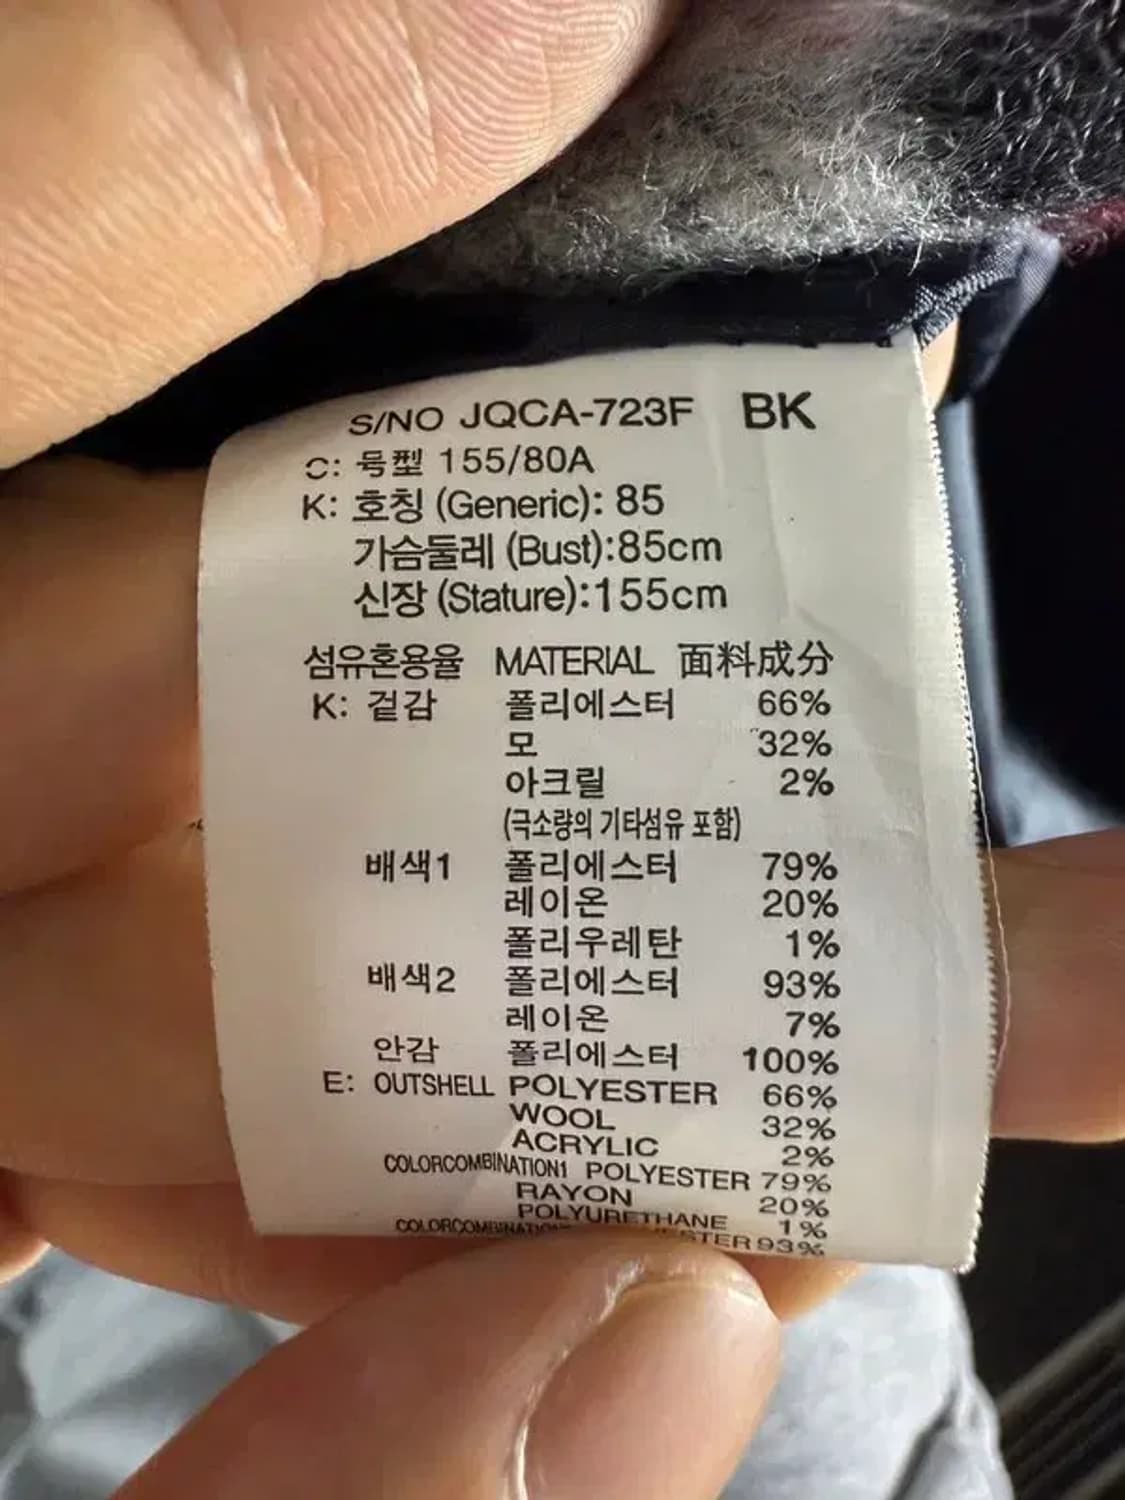 S/NO JQCA-723F BK
C: 号型 155/80A
K: 호칭 (Generic): 85
가슴둘레 (Bust):85cm
신장 (Stature):155cm
섬유혼용율 MATERIAL 面料成分
K: 겉감 폴리에스터 66%
모 32%
아크릴 2%
(극소량의 기타섬유 포함)
배색1 폴리에스터 79%
레이온 20%
폴리우레탄 1%
배색2 폴리에스터 93%
레이온 7%
안감 폴리에스터 100%
E: OUTSHELL POLYESTER 66%
WOOL 32%
ACRYLIC 2%
COLORCOMBINATION1 POLYESTER 79%
RAYON 20%
POLYURETHANE 1%
93%